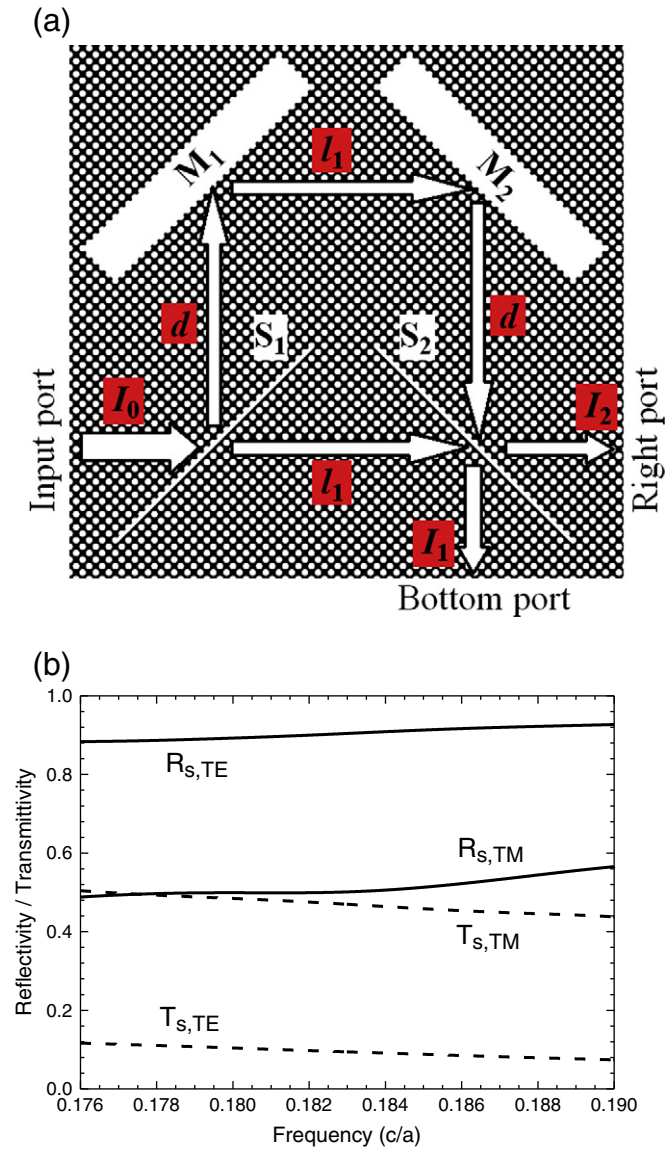 (a)
M1
l1
M2
d
S1
S2
d
Input port
I0
I2
Right port
l1
I1
Bottom port
(b)
1.0
0.8
0.6
0.4
0.2
0.0
Reflectivity / Transmittivity
Rs,TE
Rs,TM
Ts,TM
Ts,TE
0.176 0.178 0.180 0.182 0.184 0.186 0.188 0.190
Frequency (c/a)